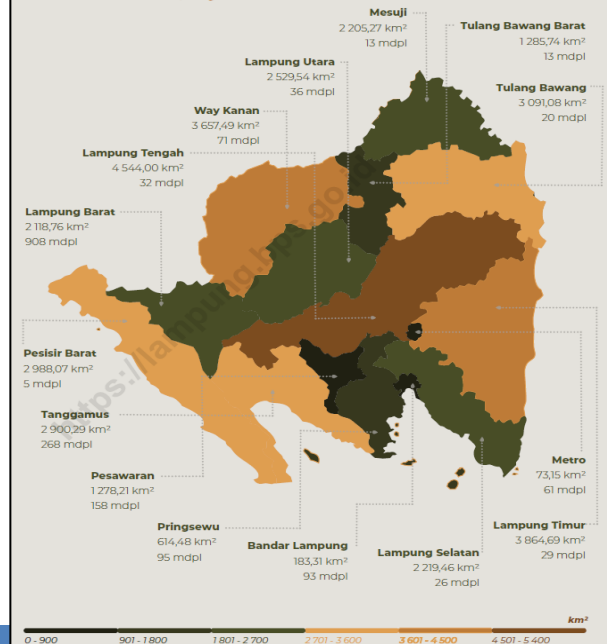 Mesuji
2 205,27 km²
13 mdpl
Tulang Bawang Barat
1 285,74 km²
13 mdpl
Lampung Utara
2 529,54 km²
36 mdpl
Tulang Bawang
3 091,08 km²
20 mdpl
Way Kanan
3 657,49 km²
71 mdpl
Lampung Tengah
4 544,00 km²
32 mdpl
Lampung Barat
2 118,76 km²
908 mdpl
https://lampung.bps.go.id
Pesisir Barat
2 988,07 km²
5 mdpl
Tanggamus
2 900,29 km²
268 mdpl
Pesawaran
1 278,21 km²
158 mdpl
Pringsewu
614,48 km²
95 mdpl
Bandar Lampung
183,31 km²
93 mdpl
Lampung Selatan
2 219,46 km²
26 mdpl
Metro
73,15 km²
61 mdpl
Lampung Timur
3 864,69 km²
29 mdpl
km²
0 - 900 901 - 1 800 1 801 - 2 700 2 701 - 3 600 3 601 - 4 500 4 501 - 5 400